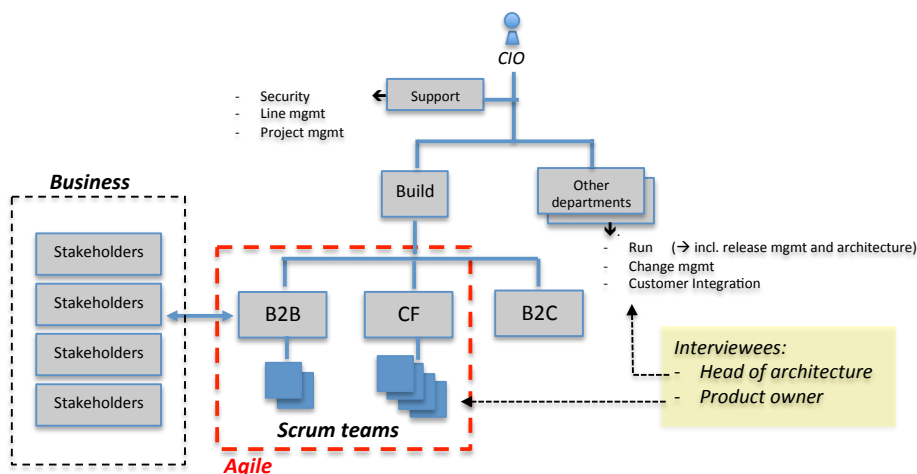 CIO
Support
- Security
- Line mgmt
- Project mgmt
Build
Other
departments
- Run (→ incl. release mgmt and architecture)
- Change mgmt
- Customer Integration
Business
Stakeholders
Stakeholders
Stakeholders
Stakeholders
B2B
CF
B2C
Scrum teams
Agile
Interviewees:
- Head of architecture
- Product owner